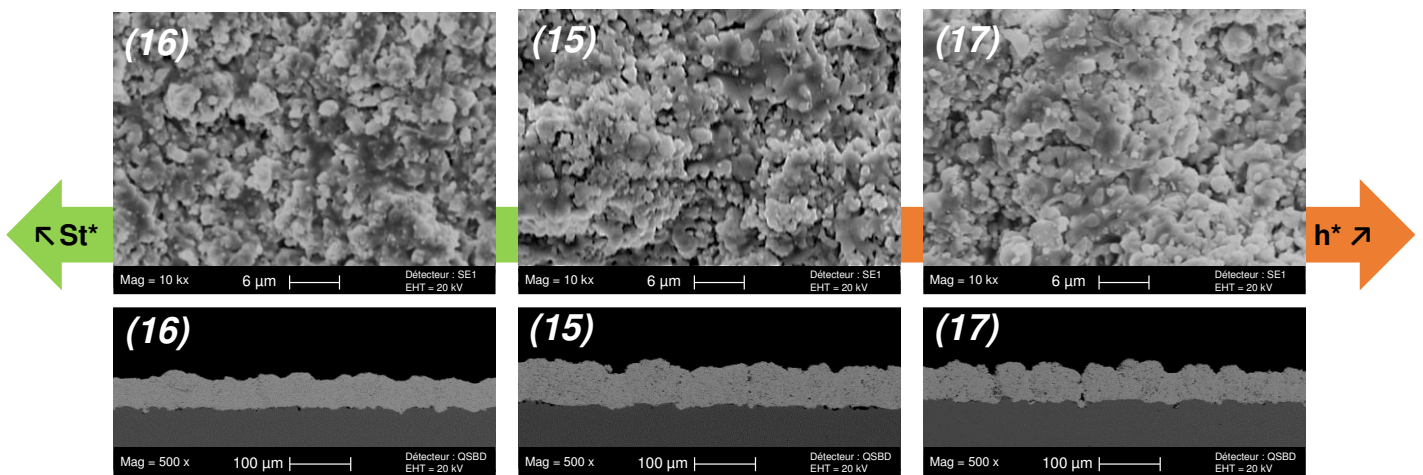 (16)
(15)
(17)
↖ St*
h* ↗
Mag = 10 kx
6 µm
Détecteur : SE1
EHT = 20 kV
Mag = 10 kx
6 µm
Détecteur : SE1
EHT = 20 kV
Mag = 10 kx
6 µm
Détecteur : SE1
EHT = 20 kV
(16)
(15)
(17)
Mag = 500 x
100 µm
Détecteur : QSBD
EHT = 20 kV
Mag = 500 x
100 µm
Détecteur : QSBD
EHT = 20 kV
Mag = 500 x
100 µm
Détecteur : QSBD
EHT = 20 kV